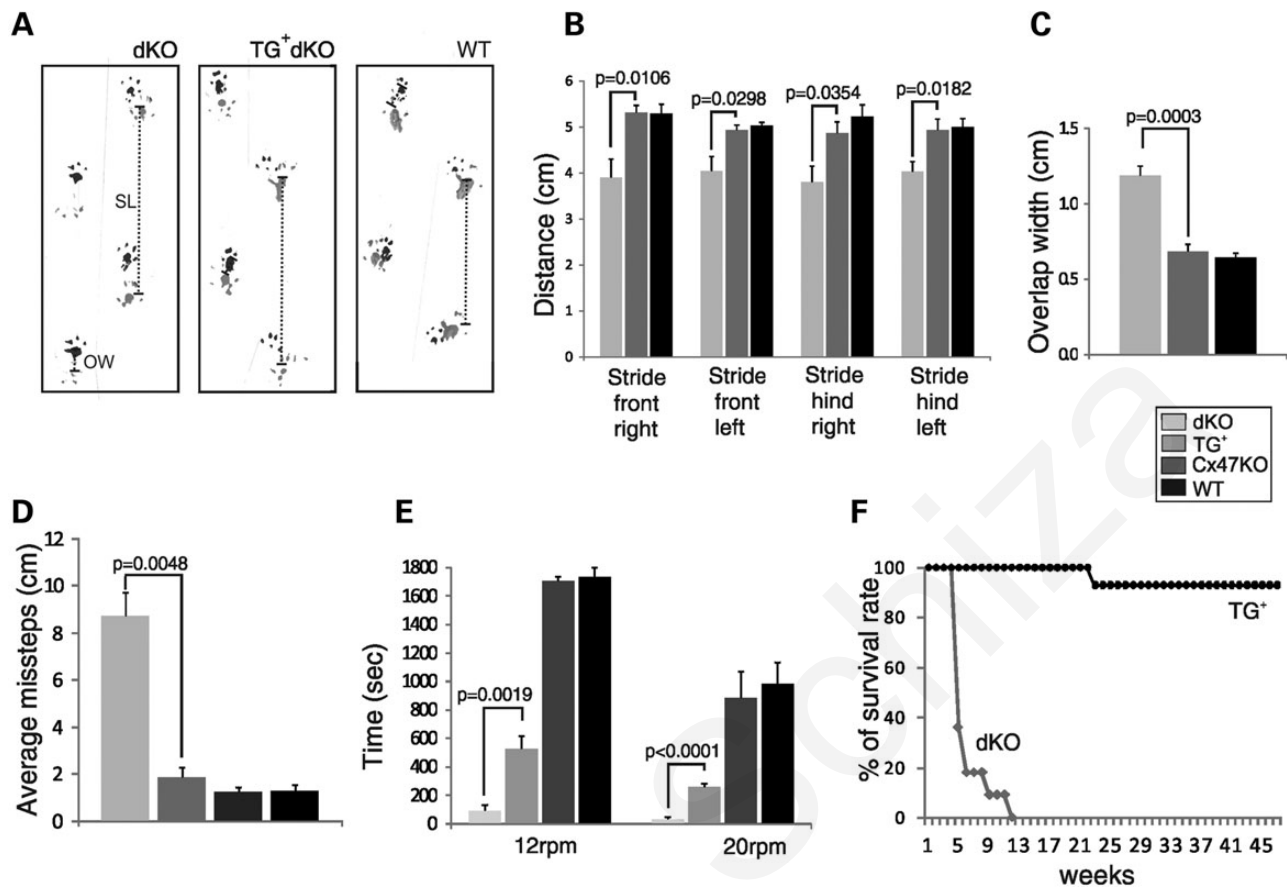 A
dKO
TG⁺dKO
WT
SL
OW
B
p=0.0106
p=0.0298
p=0.0354
p=0.0182
Distance (cm)
6
5
4
3
2
1
0
Stride front right
Stride front left
Stride hind right
Stride hind left
C
p=0.0003
Overlap width (cm)
1.5
1.0
0.5
0.0
dKO
TG⁺
Cx47KO
WT
D
p=0.0048
Average missteps (cm)
12
10
8
6
4
2
0
E
Time (sec)
1800
1600
1400
1200
1000
800
600
400
200
0
p=0.0019
p<0.0001
12rpm
20rpm
F
% of survival rate
100
80
60
40
20
0
TG⁺
dKO
1 5 9 13 17 21 25 29 33 37 41 45
weeks
schiza